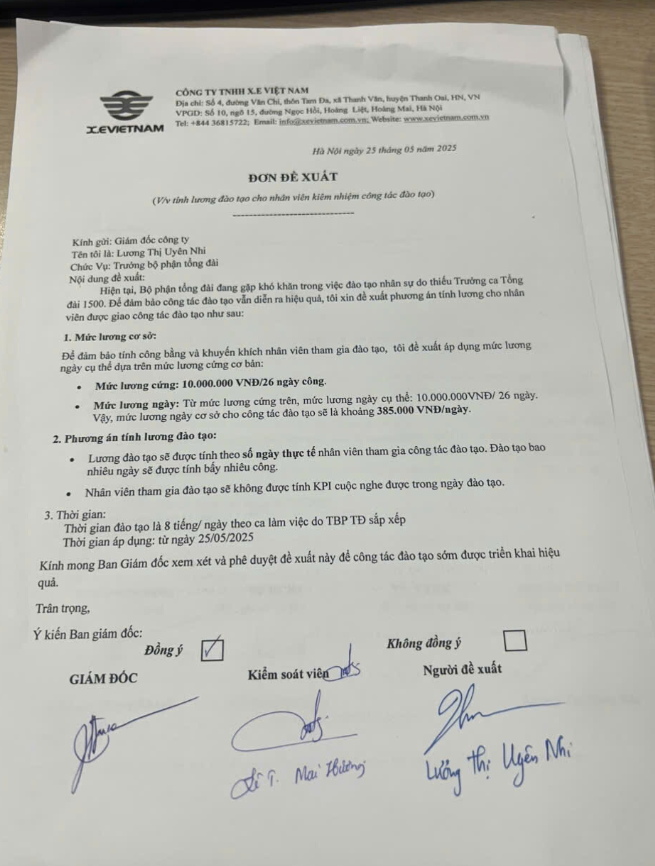 X.EVIETNAM
CÔNG TY TNHH X.E VIỆT NAM
Địa chỉ: Số 4, đường Văn Chỉ, thôn Tam Đa, xã Thanh Văn, huyện Thanh Oai, HN, VN
VPGD: Số 10, ngõ 15, đường Ngọc Hồi, Hoàng Liệt, Hoàng Mai, Hà Nội
Tel: +844 36815722; Email: info@xevietnam.com.vn; Website: www.xevietnam.com.vn
Hà Nội ngày 25 tháng 05 năm 2025
ĐƠN ĐỀ XUẤT
(V/v tính lương đào tạo cho nhân viên kiêm nhiệm công tác đào tạo)
Kính gửi: Giám đốc công ty
Tên tôi là: Lương Thị Uyên Nhi
Chức Vụ: Trưởng bộ phận tổng đài
Nội dung đề xuất:
Hiện tại, Bộ phận tổng đài đang gặp khó khăn trong việc đào tạo nhân sự do thiếu Trưởng ca Tổng
đài 1500. Để đảm bảo công tác đào tạo vẫn diễn ra hiệu quả, tôi xin đề xuất phương án tính lương cho nhân
viên được giao công tác đào tạo như sau:
1. Mức lương cơ sở:
Để đảm bảo tính công bằng và khuyến khích nhân viên tham gia đào tạo, tôi đề xuất áp dụng mức lương
ngày cụ thể dựa trên mức lương cứng cơ bản:
• Mức lương cứng: 10.000.000 VNĐ/26 ngày công.
• Mức lương ngày: Từ mức lương cứng trên, mức lương ngày cụ thể: 10.000.000VNĐ/ 26 ngày.
Vậy, mức lương ngày cơ sở cho công tác đào tạo sẽ là khoảng 385.000 VNĐ/ngày.
2. Phương án tính lương đào tạo:
• Lương đào tạo sẽ được tính theo số ngày thực tế nhân viên tham gia công tác đào tạo. Đào tạo bao
nhiêu ngày sẽ được tính bấy nhiêu công.
• Nhân viên tham gia đào tạo sẽ không được tính KPI cuộc nghe được trong ngày đào tạo.
3. Thời gian:
Thời gian đào tạo là 8 tiếng/ ngày theo ca làm việc do TBP TĐ sắp xếp
Thời gian áp dụng: từ ngày 25/05/2025
Kính mong Ban Giám đốc xem xét và phê duyệt đề xuất này để công tác đào tạo sớm được triển khai hiệu
quả.
Trân trọng,
Ý kiến Ban giám đốc:
Đồng ý
Không đồng ý
GIÁM ĐỐC
Kiểm soát viên
Người đề xuất
Lê T. Mai Hương
Lương Thị Uyên Nhi